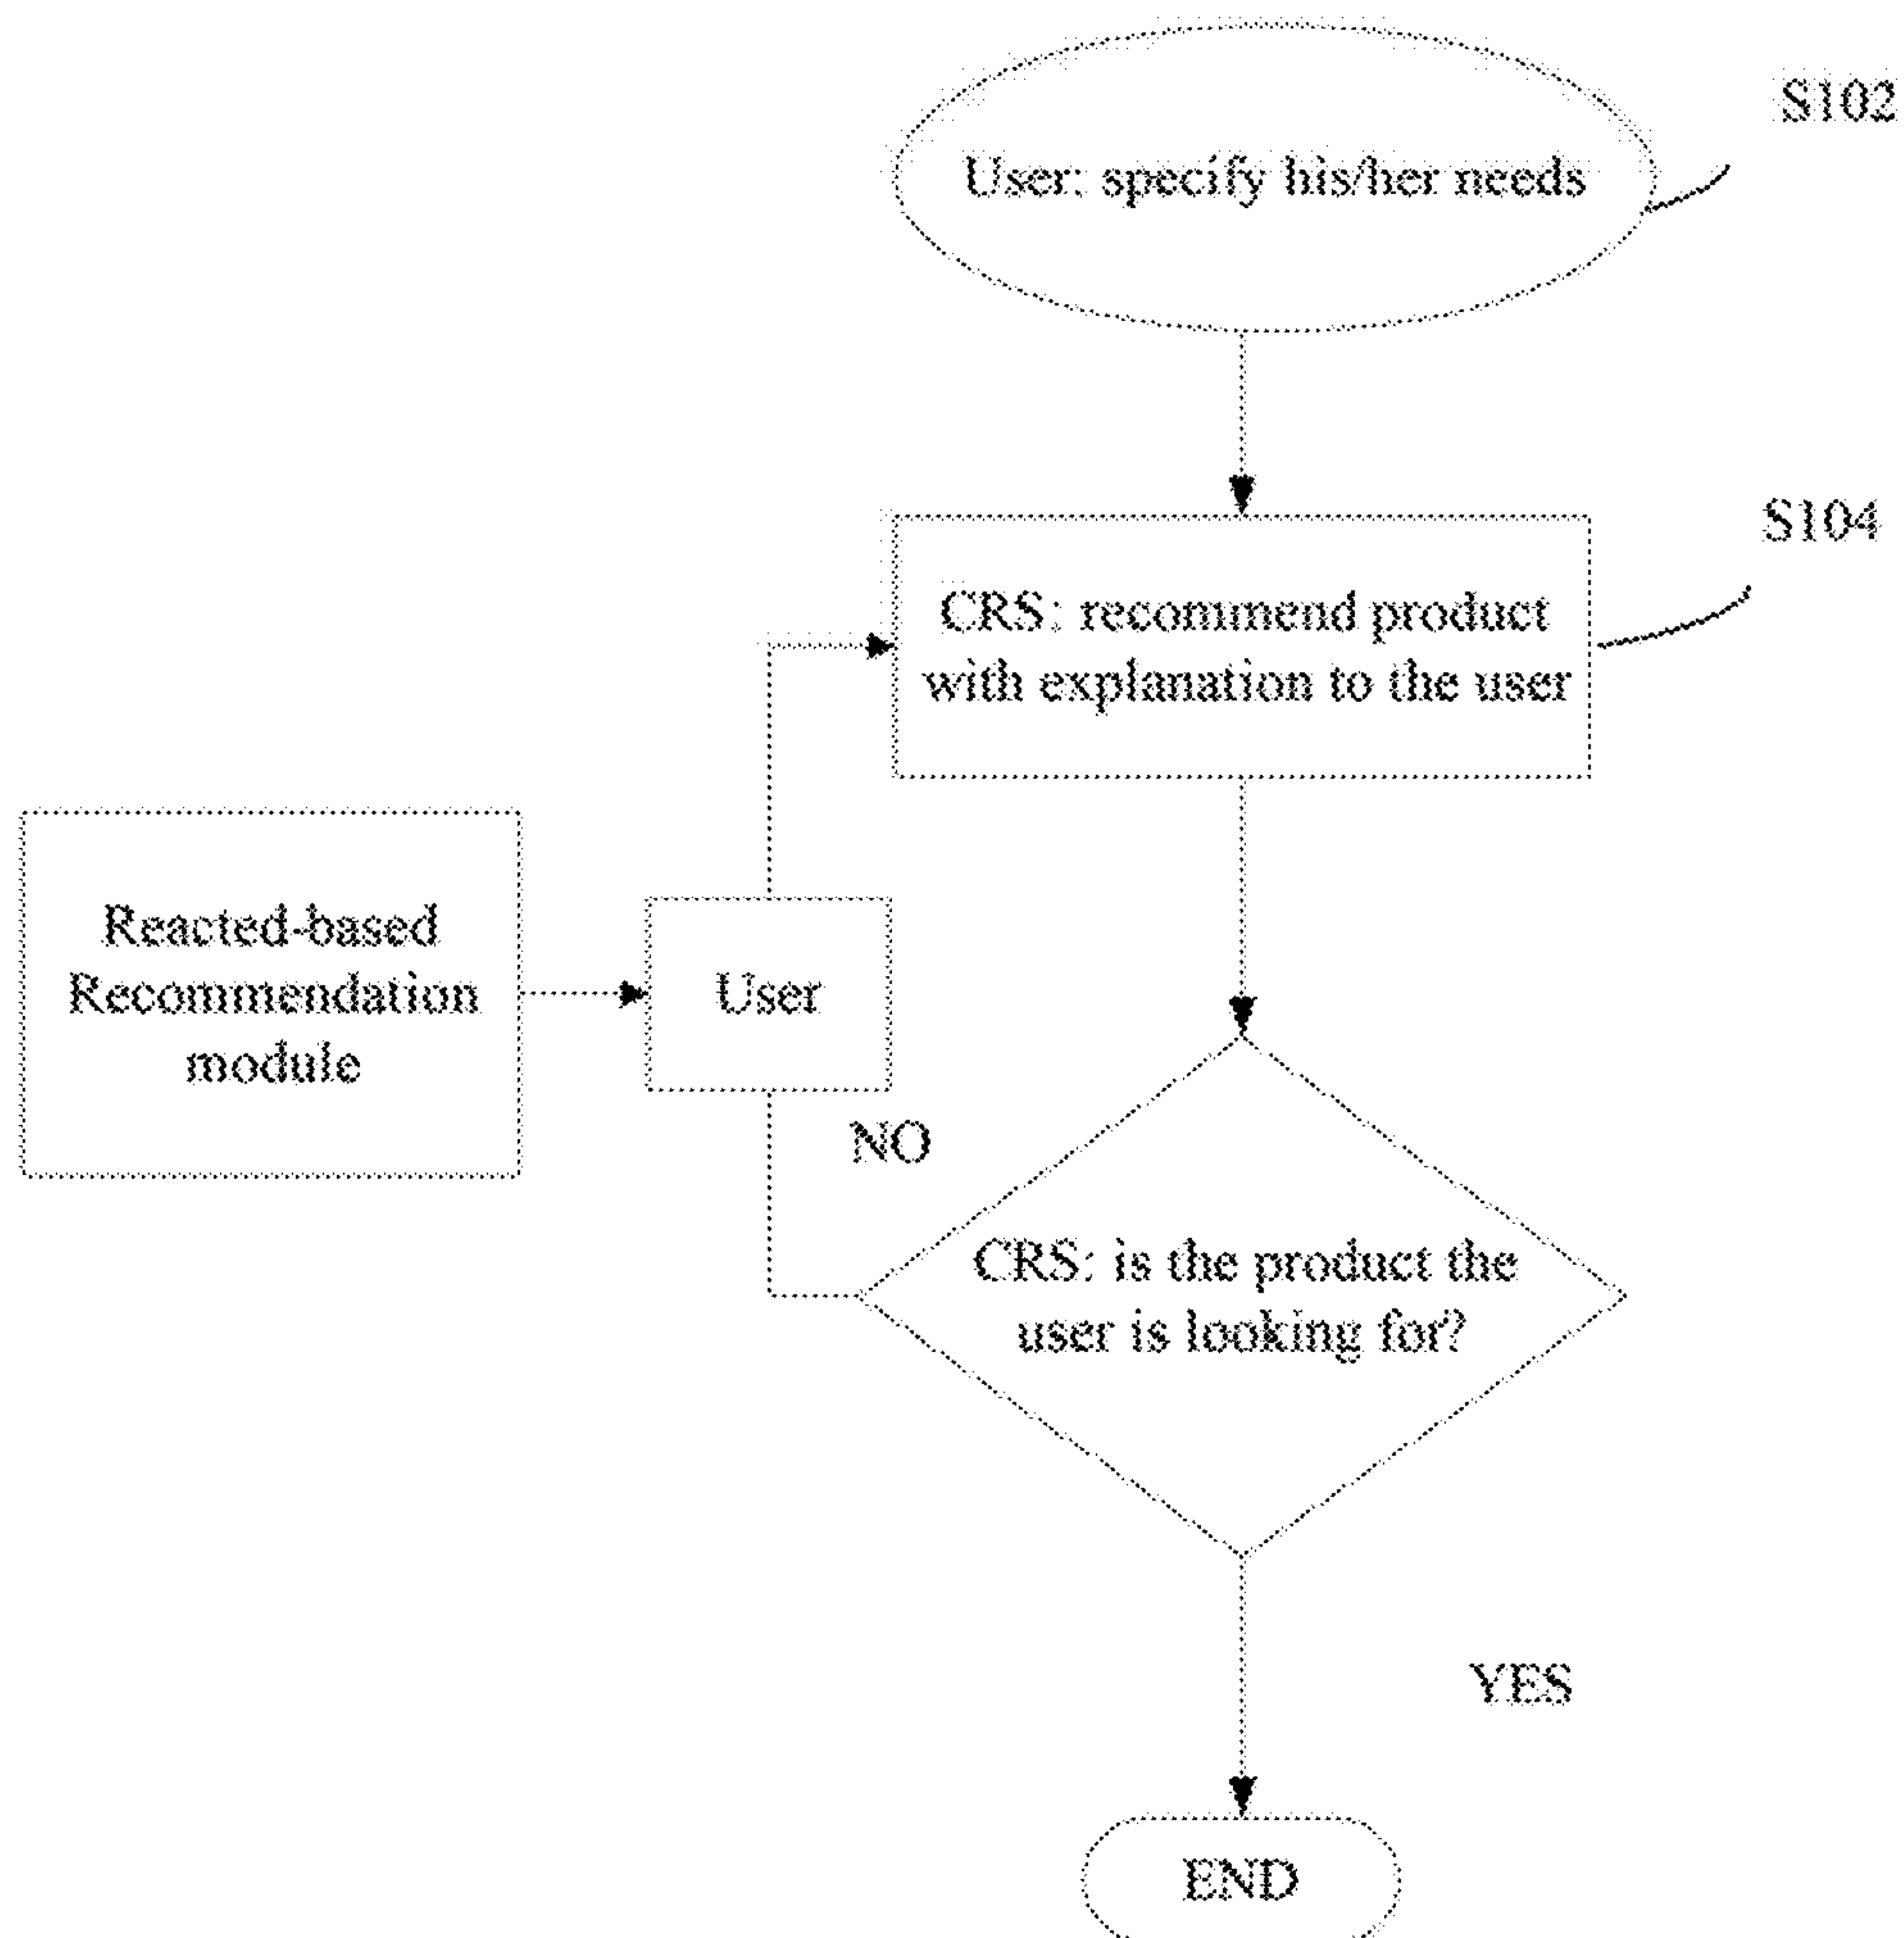 S102
User: specify his/her needs
S104
CRS: recommend product
with explanation to the user
Reacted-based
Recommendation
module
User
NO
CRS: is the product the
user is looking for?
YES
END